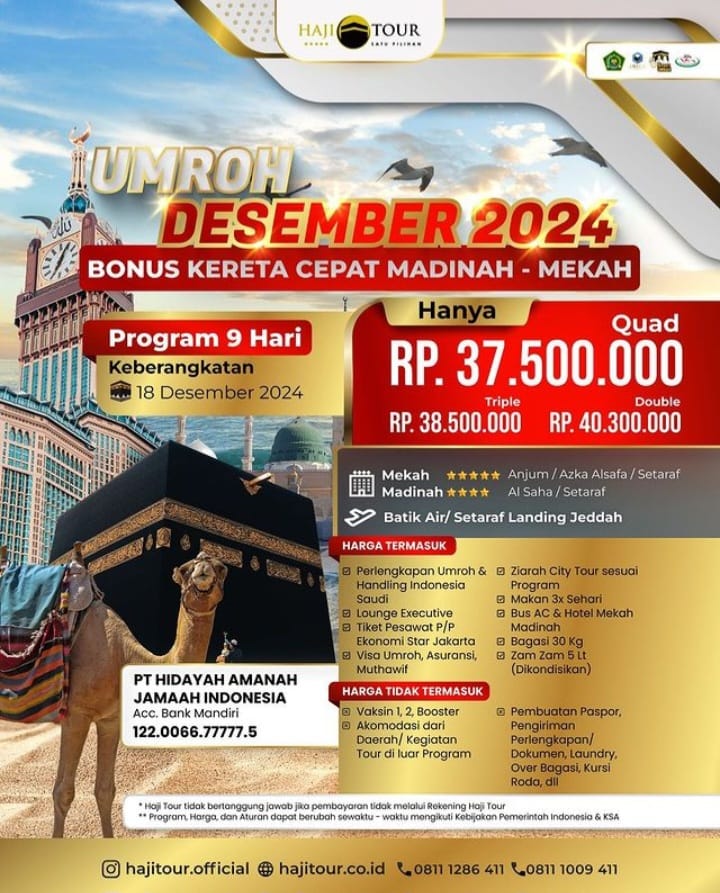 HAJI TOUR
SATU PILIHAN
UMROH
DESEMBER 2024
BONUS KERETA CEPAT MADINAH - MEKAH
Program 9 Hari
Keberangkatan
18 Desember 2024
Hanya
Quad
RP. 37.500.000
Triple
RP. 38.500.000
Double
RP. 40.300.000
Mekah Anjum / Azka Alsafa / Setaraf
Madinah Al Saha / Setaraf
Batik Air/ Setaraf Landing Jeddah
HARGA TERMASUK
Perlengkapan Umroh &
Handling Indonesia
Saudi
Lounge Executive
Tiket Pesawat P/P
Ekonomi Star Jakarta
Visa Umroh, Asuransi,
Muthawif
Ziarah City Tour sesuai
Program
Makan 3x Sehari
Bus AC & Hotel Mekah
Madinah
Bagasi 30 Kg
Zam Zam 5 Lt
(Dikondisikan)
HARGA TIDAK TERMASUK
Vaksin 1, 2, Booster
Akomodasi dari
Daerah/ Kegiatan
Tour di luar Program
Pembuatan Paspor,
Pengiriman
Perlengkapan/
Dokumen, Laundry,
Over Bagasi, Kursi
Roda, dll
PT HIDAYAH AMANAH
JAMAAH INDONESIA
Acc. Bank Mandiri
122.0066.77777.5
* Haji Tour tidak bertanggung jawab jika pembayaran tidak melalui Rekening Haji Tour
** Program, Harga, dan Aturan dapat berubah sewaktu - waktu mengikuti Kebijakan Pemerintah Indonesia & KSA
hajitour.official hajitour.co.id 0811 1286 411 0811 1009 411